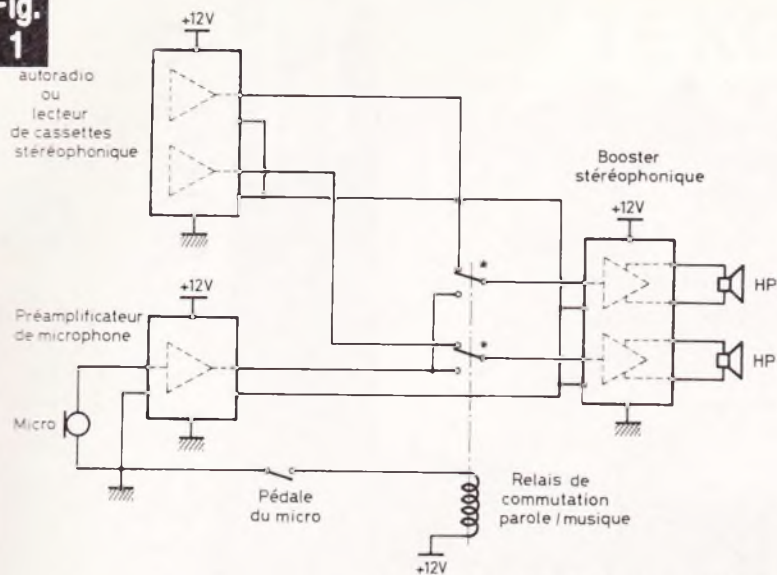 Fig.
1
+12V
autoradio
ou
lecteur
de cassettes
stéréophonique
Booster
stéréophonique
+12V
*
HP
+12V
Préamplificateur
de microphone
*
HP
Micro
Pédale
du micro
Relais de
commutation
parole/musique
+12V